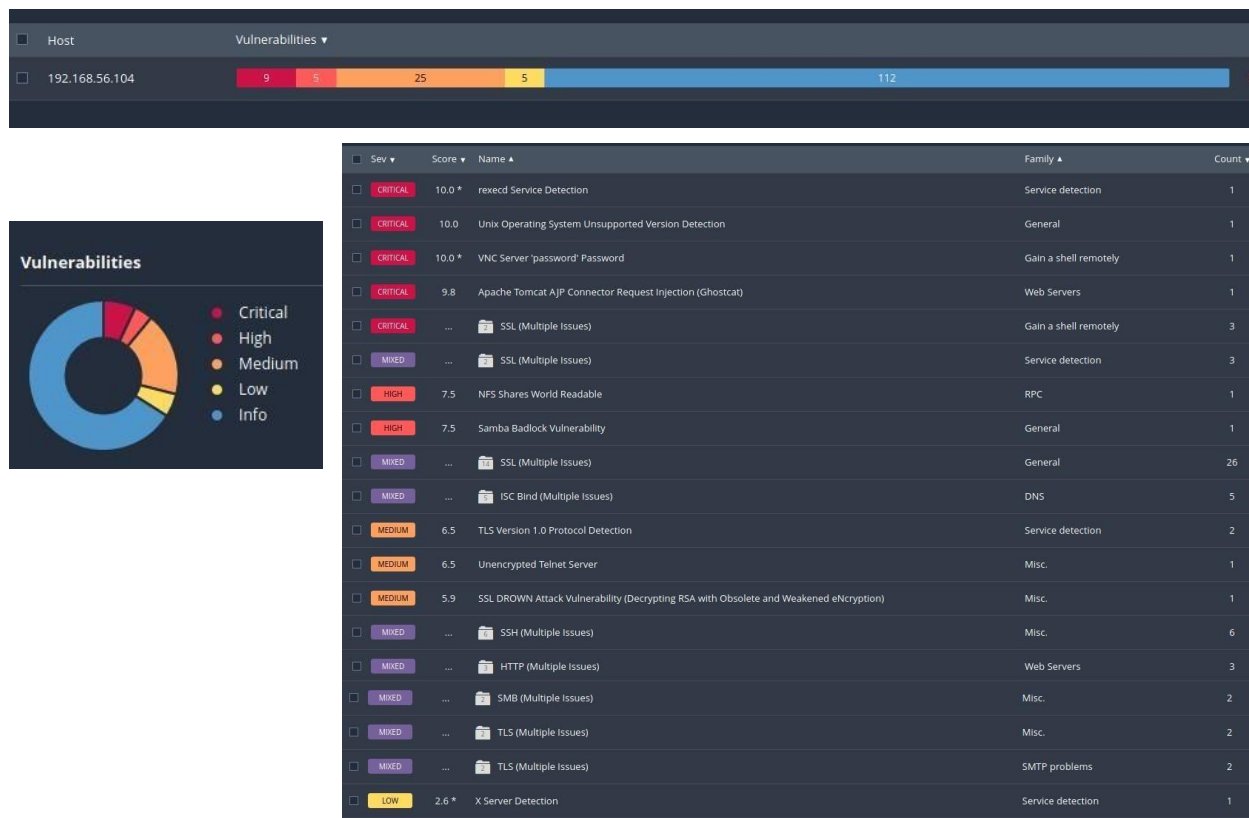 Host Vulnerabilities ▾
192.168.56.104 9 5 25 5 112
Vulnerabilities
Critical
High
Medium
Low
Info
Sev ▾ Score ▾ Name ▴ Family ▴ Count ▾
CRITICAL 10.0 * rexecd Service Detection Service detection 1
CRITICAL 10.0 Unix Operating System Unsupported Version Detection General 1
CRITICAL 10.0 * VNC Server 'password' Password Gain a shell remotely 1
CRITICAL 9.8 Apache Tomcat AJP Connector Request Injection (Ghostcat) Web Servers 1
CRITICAL ... 2 SSL (Multiple Issues) Gain a shell remotely 3
MIXED ... 2 SSL (Multiple Issues) Service detection 3
HIGH 7.5 NFS Shares World Readable RPC 1
HIGH 7.5 Samba Badlock Vulnerability General 1
MIXED ... 14 SSL (Multiple Issues) General 26
MIXED ... 5 ISC Bind (Multiple Issues) DNS 5
MEDIUM 6.5 TLS Version 1.0 Protocol Detection Service detection 2
MEDIUM 6.5 Unencrypted Telnet Server Misc. 1
MEDIUM 5.9 SSL DROWN Attack Vulnerability (Decrypting RSA with Obsolete and Weakened eNcryption) Misc. 1
MIXED ... 6 SSH (Multiple Issues) Misc. 6
MIXED ... 3 HTTP (Multiple Issues) Web Servers 3
MIXED ... 2 SMB (Multiple Issues) Misc. 2
MIXED ... 2 TLS (Multiple Issues) Misc. 2
MIXED ... 2 TLS (Multiple Issues) SMTP problems 2
LOW 2.6 * X Server Detection Service detection 1